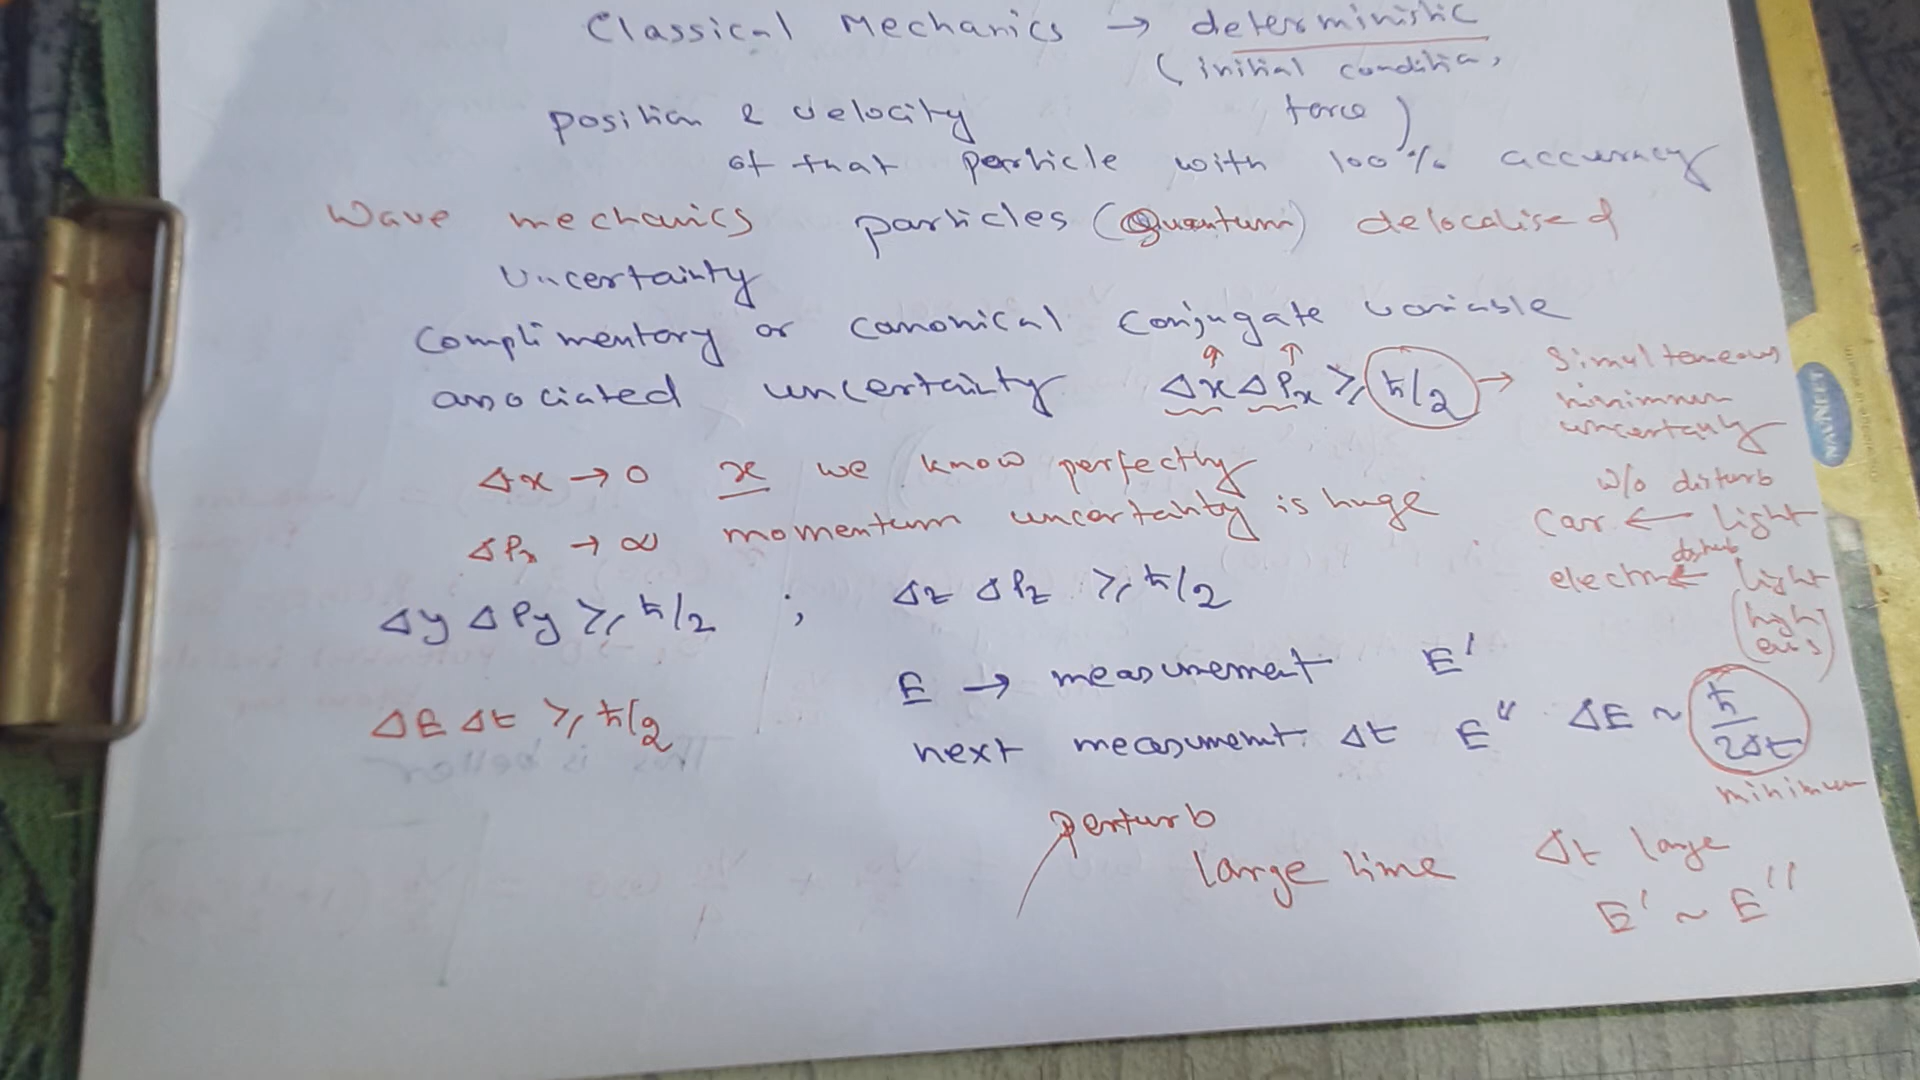 Classical Mechanics → deterministic
( initial condition,
force )
position & velocity
of that particle with 100% accuracy
Wave mechanics particles (Quantum) delocalised
Uncertainty
Complimentary or canonical conjugate variable
associated uncertainty Δx ΔPx ≥ ħ/2 → Simultaneous
minimum
uncertainty
Δx → 0 x we know perfectly
ΔPx → ∞ momentum uncertainty is huge
w/o disturb
Car ← light
disturb
electron ← light
(high
Δy ΔPy ≥ ħ/2 ; Δz ΔPz ≥ ħ/2
E → measurement E'
ΔE Δt ≥ ħ/2
next measurement Δt E'' ΔE ~ ħ/2Δt
minimum
perturb
large time Δt large
E' ~ E''
NAVNEET